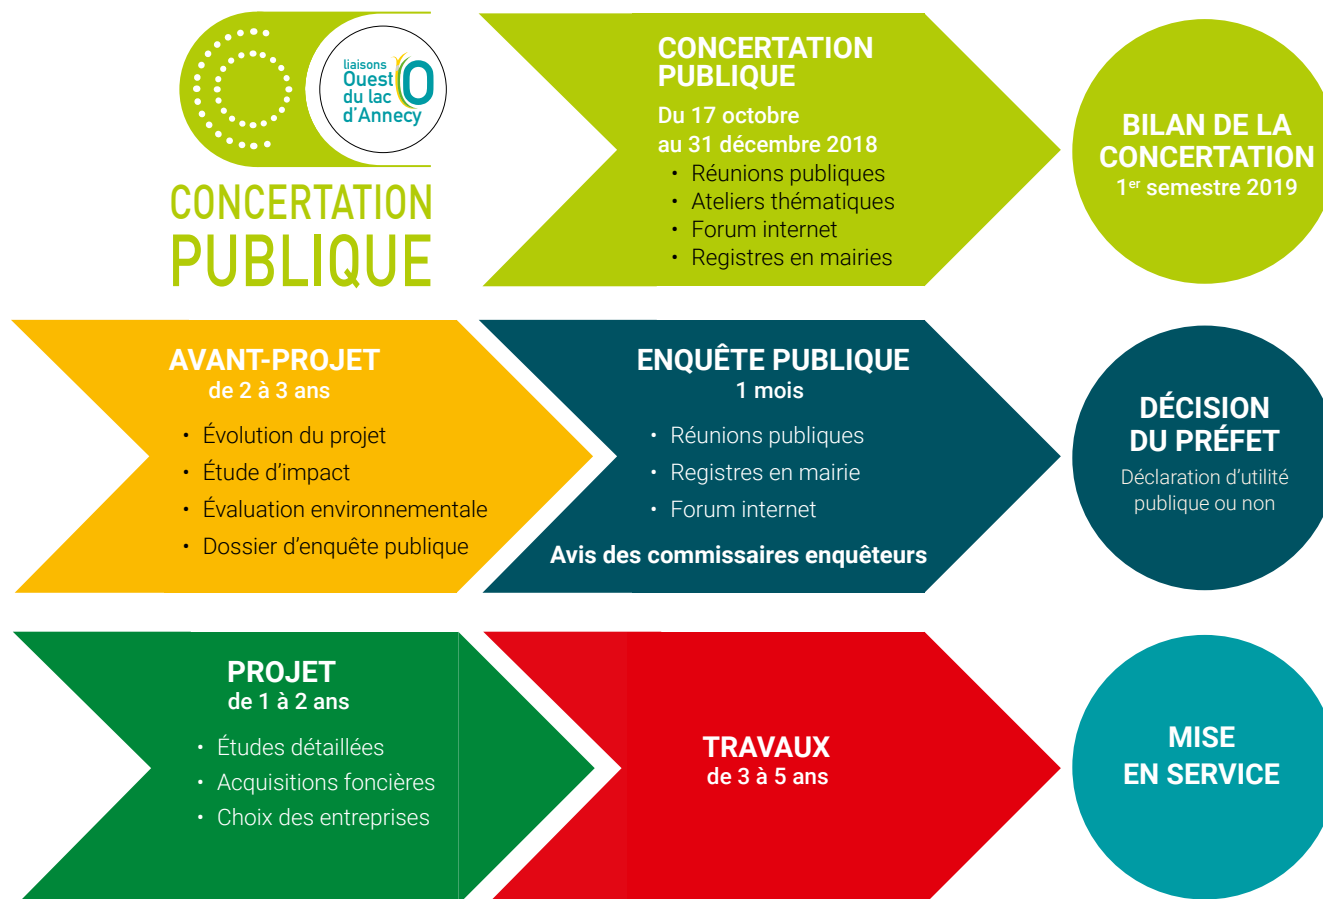 liaisons
Ouest
du lac
d'Annecy
CONCERTATION
PUBLIQUE
CONCERTATION
PUBLIQUE
Du 17 octobre
au 31 décembre 2018
• Réunions publiques
• Ateliers thématiques
• Forum internet
• Registres en mairies
BILAN DE LA
CONCERTATION
1er semestre 2019
AVANT-PROJET
de 2 à 3 ans
• Évolution du projet
• Étude d'impact
• Évaluation environnementale
• Dossier d'enquête publique
ENQUÊTE PUBLIQUE
1 mois
• Réunions publiques
• Registres en mairie
• Forum internet
Avis des commissaires enquêteurs
DÉCISION
DU PRÉFET
Déclaration d'utilité
publique ou non
PROJET
de 1 à 2 ans
• Études détaillées
• Acquisitions foncières
• Choix des entreprises
TRAVAUX
de 3 à 5 ans
MISE
EN SERVICE